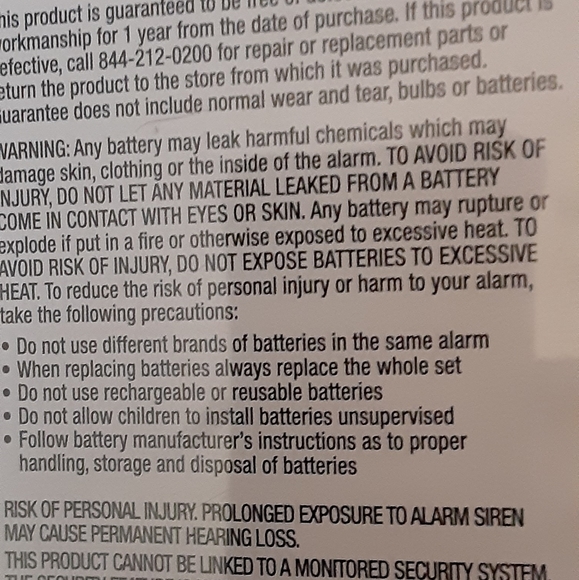 his product is guaranteed to be free
orkmanship for 1 year from the date of purchase. If this product is
efective, call 844-212-0200 for repair or replacement parts or
eturn the product to the store from which it was purchased.
uarantee does not include normal wear and tear, bulbs or batteries.
WARNING: Any battery may leak harmful chemicals which may
damage skin, clothing or the inside of the alarm. TO AVOID RISK OF
INJURY, DO NOT LET ANY MATERIAL LEAKED FROM A BATTERY
COME IN CONTACT WITH EYES OR SKIN. Any battery may rupture or
explode if put in a fire or otherwise exposed to excessive heat. TO
AVOID RISK OF INJURY, DO NOT EXPOSE BATTERIES TO EXCESSIVE
HEAT. To reduce the risk of personal injury or harm to your alarm,
take the following precautions:
• Do not use different brands of batteries in the same alarm
• When replacing batteries always replace the whole set
• Do not use rechargeable or reusable batteries
• Do not allow children to install batteries unsupervised
• Follow battery manufacturer's instructions as to proper
handling, storage and disposal of batteries
RISK OF PERSONAL INJURY. PROLONGED EXPOSURE TO ALARM SIREN
MAY CAUSE PERMANENT HEARING LOSS.
THIS PRODUCT CANNOT BE LINKED TO A MONITORED SECURITY SYSTEM.